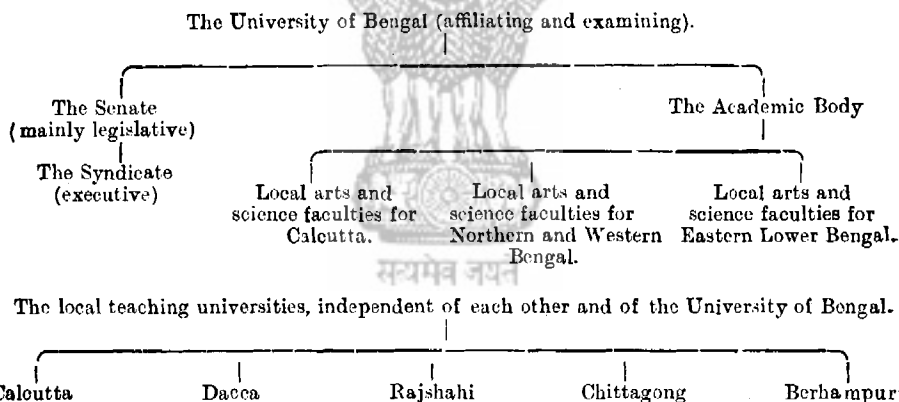 The University of Bengal (affiliating and examining).
The Senate
(mainly legislative)
The Academic Body
The Syndicate
(executive)
Local arts and
science faculties for
Calcutta.
Local arts and
science faculties for
Northern and Western
Bengal.
Local arts and
science faculties for
Eastern Lower Bengal.
सत्यमेव जयते
The local teaching universities, independent of each other and of the University of Bengal.
Calcutta Dacca Rajshahi Chittagong Berhampur